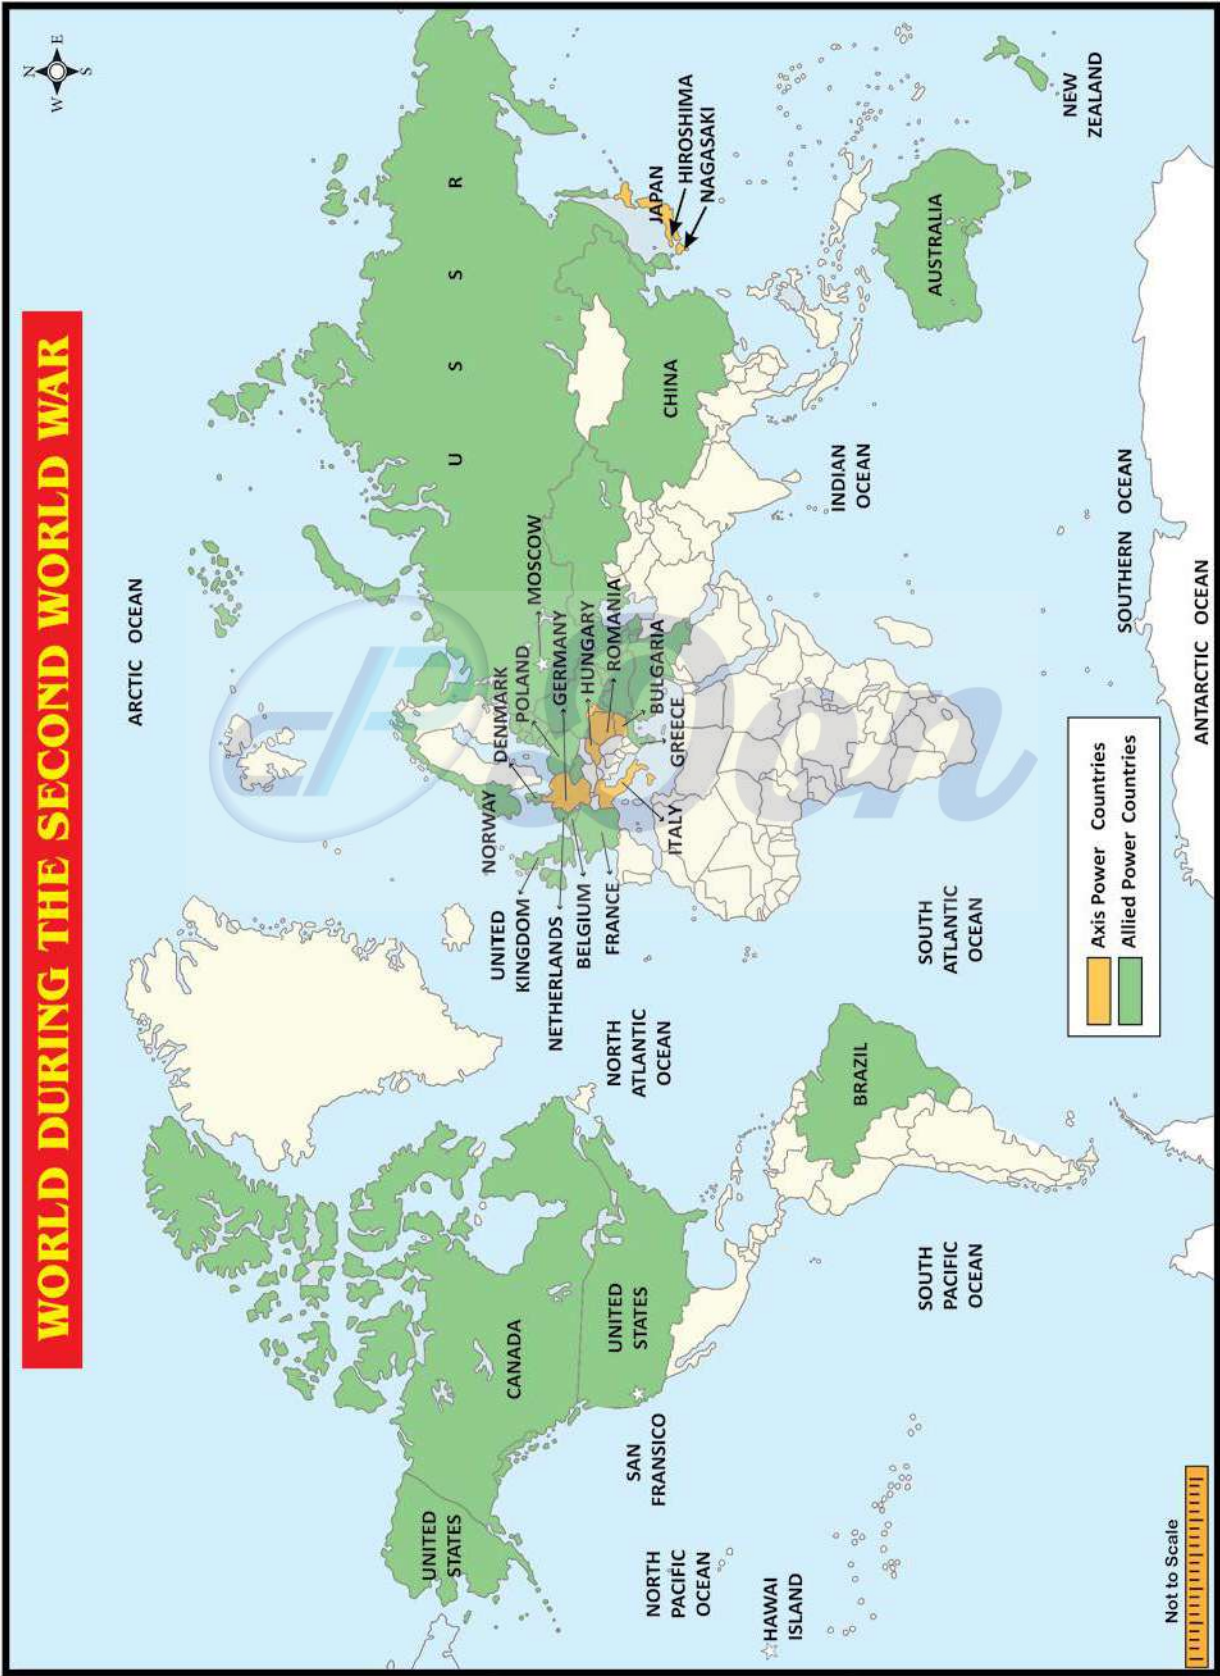 WORLD DURING THE SECOND WORLD WAR
N
W
E
S
ARCTIC OCEAN
U S S R
UNITED
STATES
CANADA
UNITED
STATES
SAN
FRANSICO
NORTH
PACIFIC
OCEAN
HAWAI
ISLAND
NORTH
ATLANTIC
OCEAN
UNITED
KINGDOM
NETHERLANDS
BELGIUM
FRANCE
NORWAY
DENMARK
POLAND
MOSCOW
GERMANY
HUNGARY
ROMANIA
BULGARIA
GREECE
ITALY
CHINA
JAPAN
HIROSHIMA
NAGASAKI
BRAZIL
SOUTH
PACIFIC
OCEAN
SOUTH
ATLANTIC
OCEAN
INDIAN
OCEAN
AUSTRALIA
NEW
ZEALAND
SOUTHERN OCEAN
ANTARCTIC OCEAN
Axis Power Countries
Allied Power Countries
Not to Scale